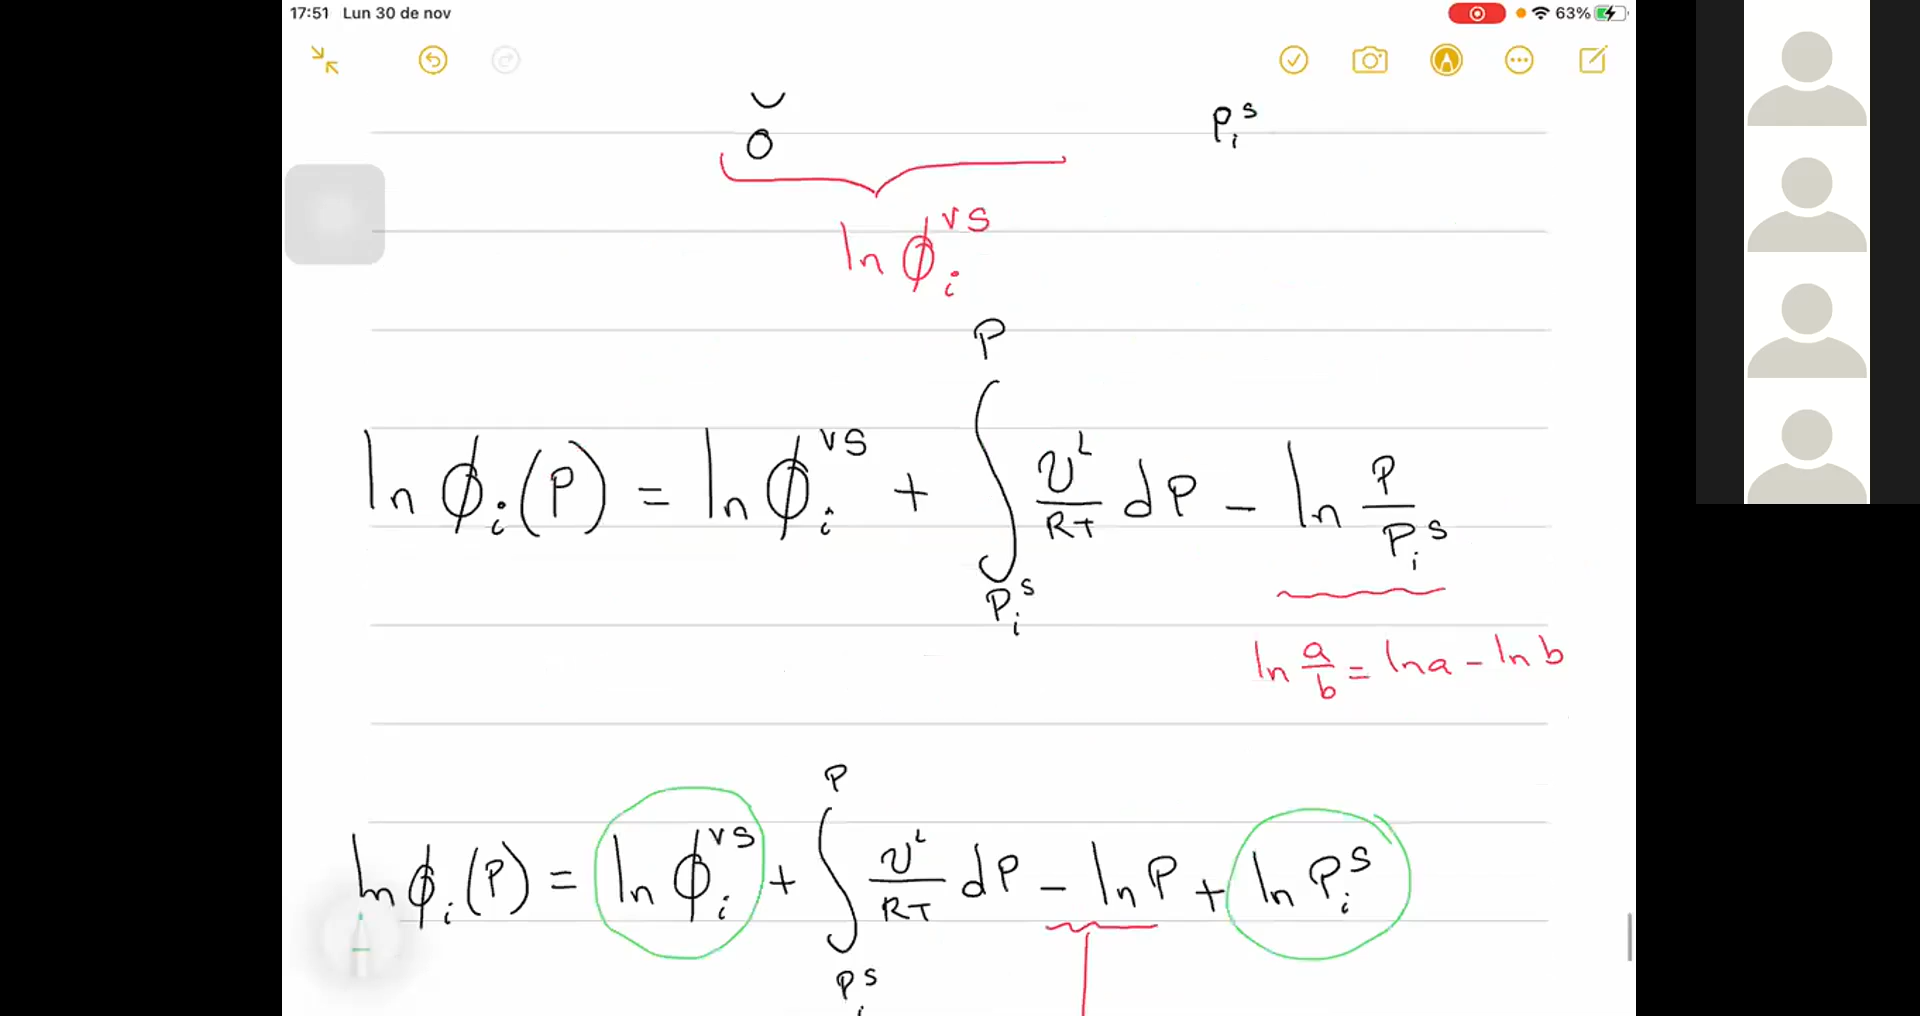 17:51 Lun 30 de nov 63%
0 P_i^s
ln ϕ_i^{vs}
ln ϕ_i(P) = ln ϕ_i^{vs} + ∫_{P_i^s}^{P} v^L/RT dP - ln P/P_i^s
ln a/b = ln a - ln b
ln ϕ_i(P) = ln ϕ_i^{vs} + ∫_{P_i^s}^{P} v^L/RT dP - ln P + ln P_i^s